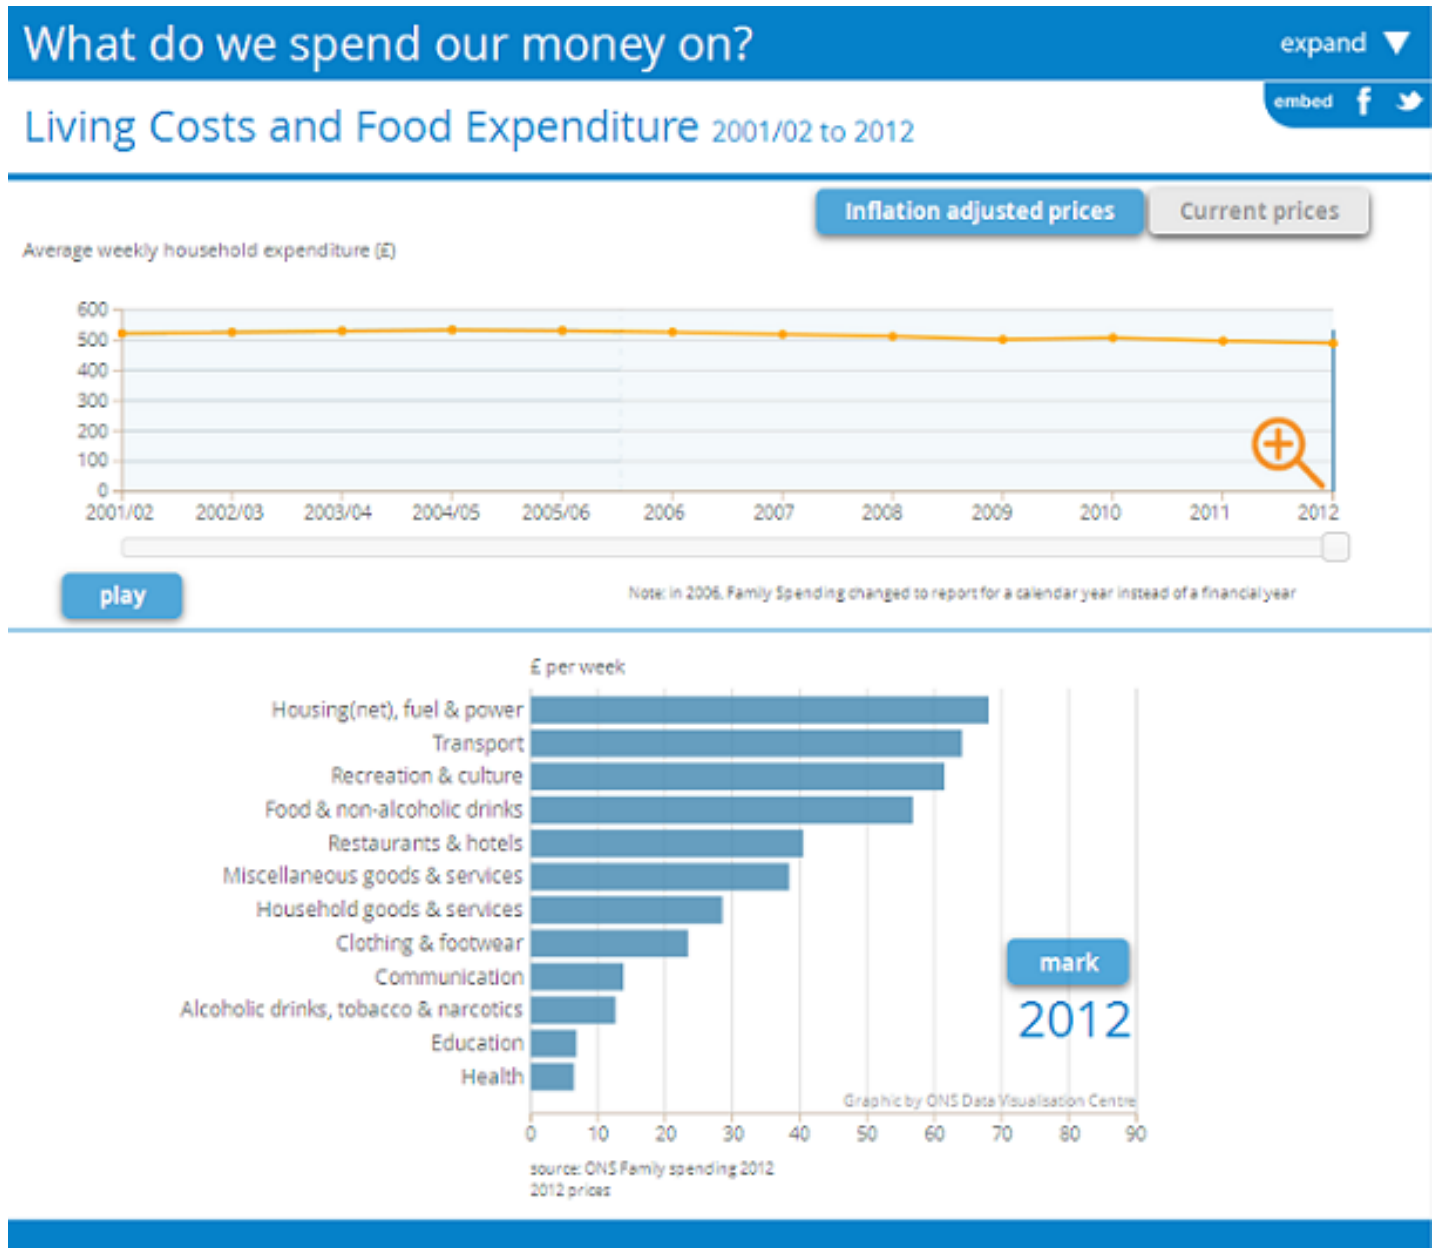 What do we spend our money on?
expand
embed
Living Costs and Food Expenditure 2001/02 to 2012
Inflation adjusted prices
Current prices
Average weekly household expenditure (£)
600
500
400
300
200
100
0
2001/02 2002/03 2003/04 2004/05 2005/06 2006 2007 2008 2009 2010 2011 2012
play
Note: in 2006, Family Spending changed to report for a calendar year instead of a financial year
£ per week
Housing(net), fuel & power
Transport
Recreation & culture
Food & non-alcoholic drinks
Restaurants & hotels
Miscellaneous goods & services
Household goods & services
Clothing & footwear
Communication
Alcoholic drinks, tobacco & narcotics
Education
Health
mark
2012
Graphic by ONS Data Visualisation Centre
0 10 20 30 40 50 60 70 80 90
source: ONS Family spending 2012
2012 prices